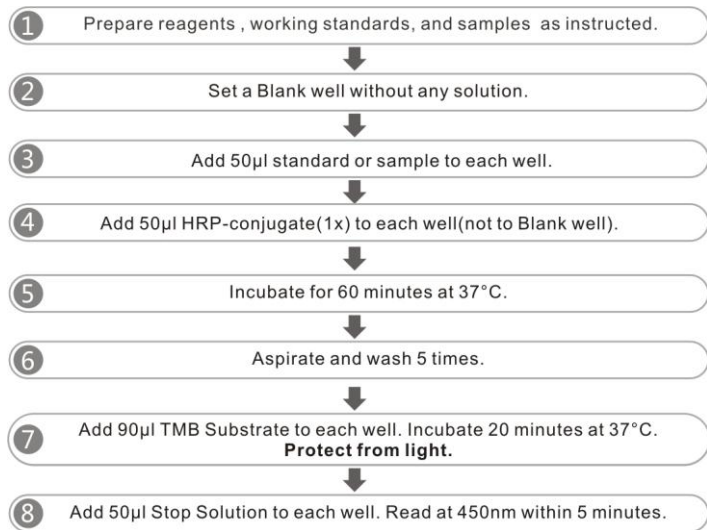 1 Prepare reagents , working standards, and samples as instructed.
2 Set a Blank well without any solution.
3 Add 50µl standard or sample to each well.
4 Add 50µl HRP-conjugate(1x) to each well(not to Blank well).
5 Incubate for 60 minutes at 37°C.
6 Aspirate and wash 5 times.
7 Add 90µl TMB Substrate to each well. Incubate 20 minutes at 37°C.
Protect from light.
8 Add 50µl Stop Solution to each well. Read at 450nm within 5 minutes.